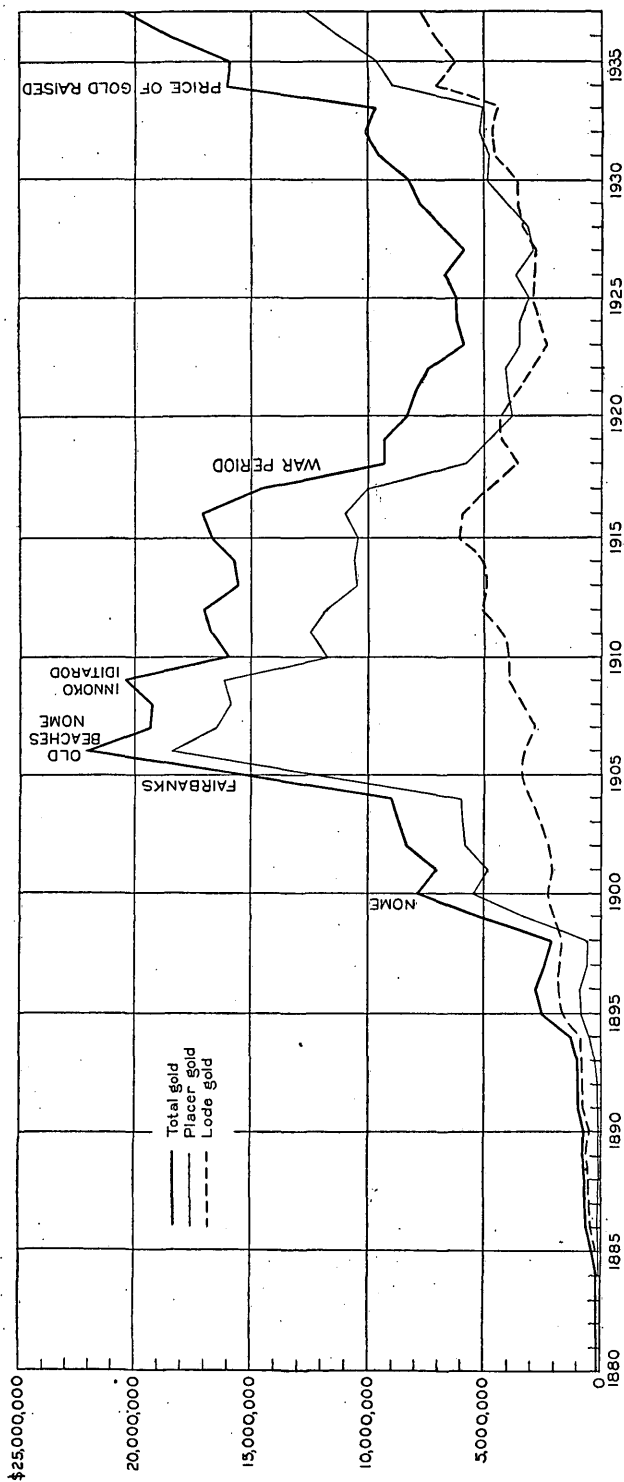 $25,000,000
20,000,000
15,000,000
10,000,000
5,000,000
0
Total gold
Placer gold
Lode gold
NOME
FAIRBANKS
OLD
BEACHES
NOME
INNOKO
IDITAROD
WAR PERIOD
PRICE OF GOLD RAISED
1880
1885
1890
1895
1900
1905
1910
1915
1920
1925
1930
1935